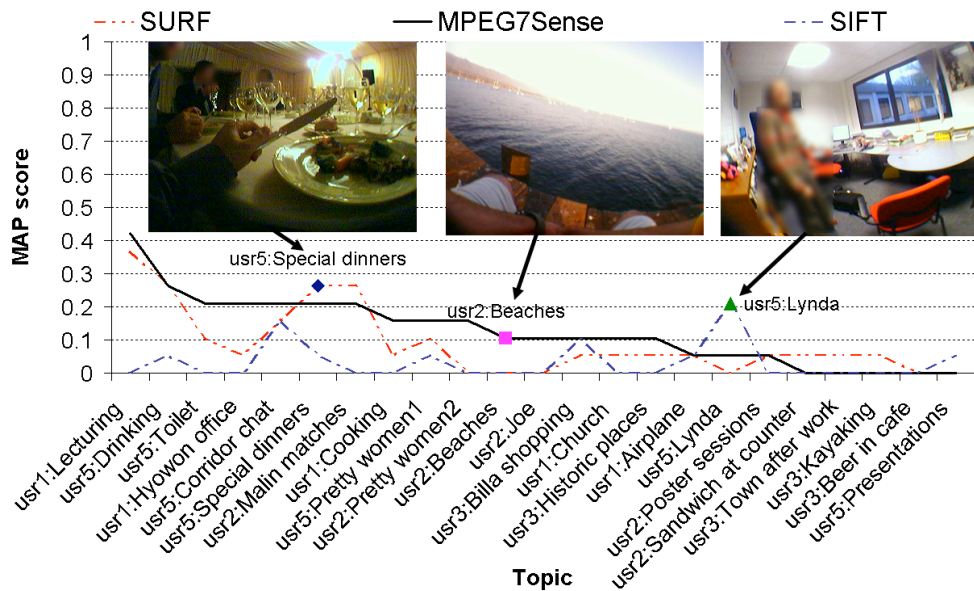 SURF MPEG7Sense SIFT
1
0.9
0.8
0.7
0.6
0.5
0.4
0.3
0.2
0.1
0
MAP score
usr5:Special dinners
usr2:Beaches
usr5:Lynda
usr1:Lecturing
usr5:Drinking
usr5:Toilet
usr1:Hyowon office
usr5:Corridor chat
usr5:Special dinners
usr2:Malin matches
usr1:Cooking
usr5:Pretty women1
usr2:Pretty women2
usr2:Beaches
usr2:Joe
usr3:Billa shopping
usr1:Church
usr3:Historic places
usr1:Airplane
usr5:Lynda
usr2:Poster sessions
usr2:Sandwich at counter
usr3:Town after work
usr3:Kayaking
usr3:Beer in cafe
usr5:Presentations
Topic